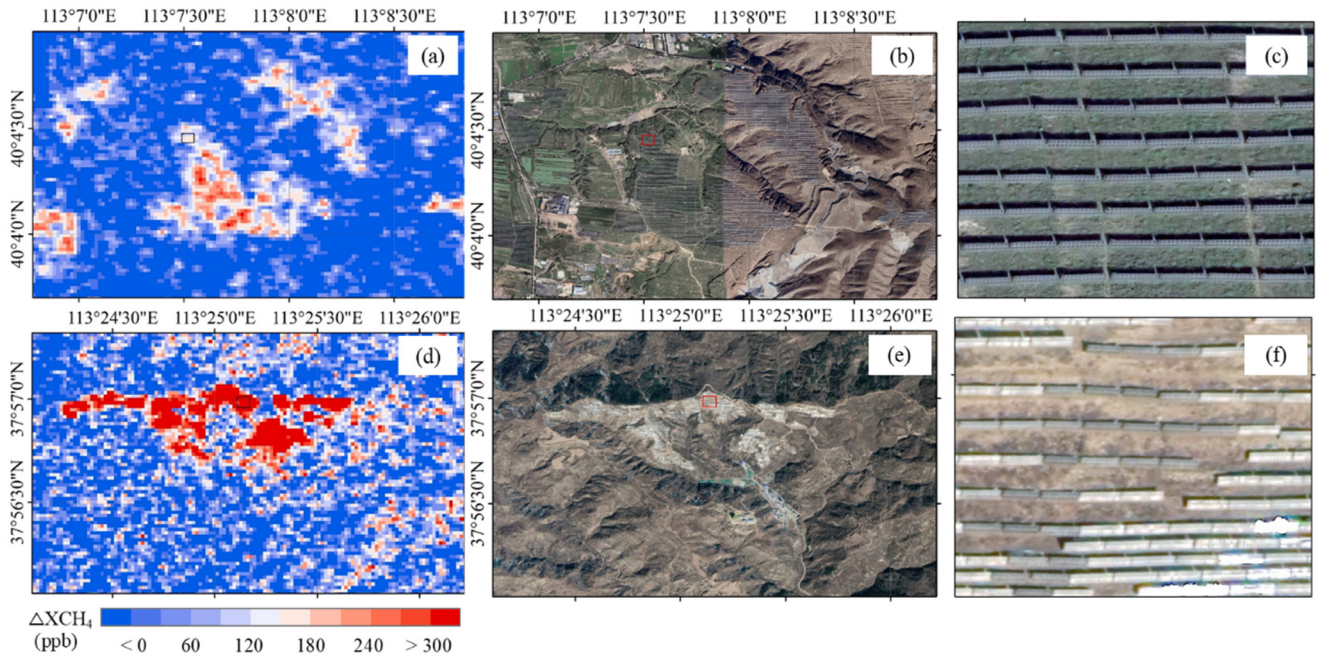 113°7'0"E 113°7'30"E 113°8'0"E 113°8'30"E
113°7'0"E 113°7'30"E 113°8'0"E 113°8'30"E
(a)
(b)
(c)
40°4'30"N
40°4'0"N
40°4'30"N
40°4'0"N
113°24'30"E 113°25'0"E 113°25'30"E 113°26'0"E
113°24'30"E 113°25'0"E 113°25'30"E 113°26'0"E
(d)
(e)
(f)
37°57'0"N
37°56'30"N
37°57'0"N
37°56'30"N
△XCH₄
(ppb)
< 0 60 120 180 240 > 300